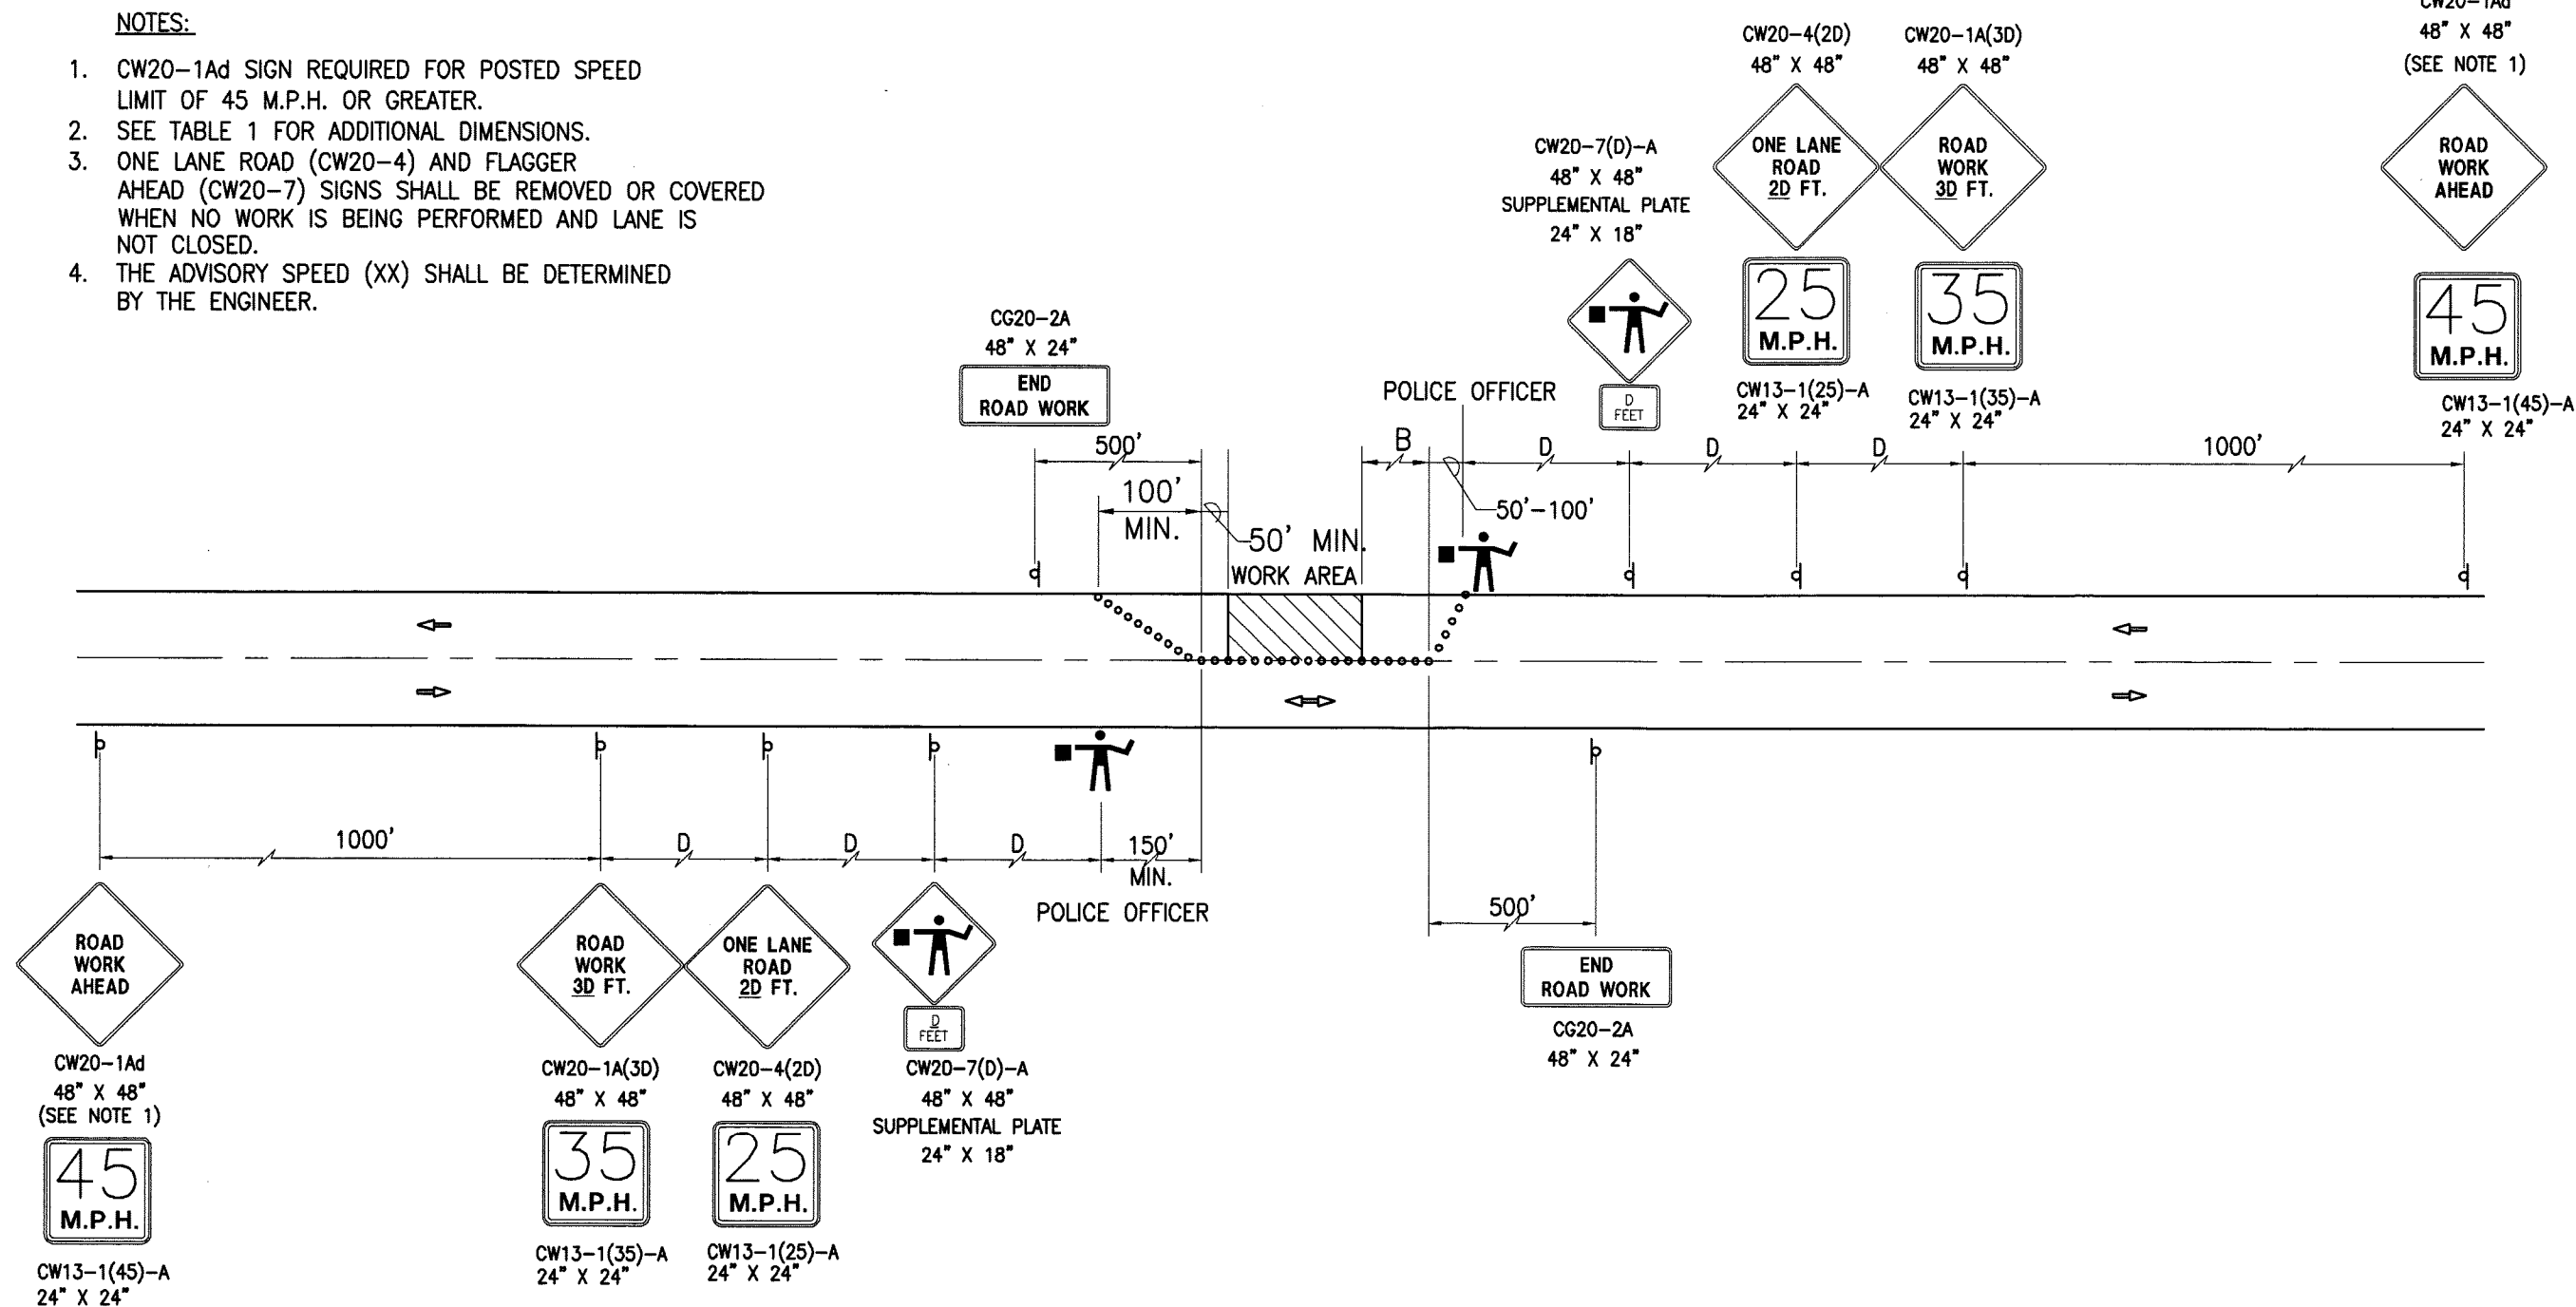 NOTES:
1. CW20-1Ad SIGN REQUIRED FOR POSTED SPEED
LIMIT OF 45 M.P.H. OR GREATER.
2. SEE TABLE 1 FOR ADDITIONAL DIMENSIONS.
3. ONE LANE ROAD (CW20-4) AND FLAGGER
AHEAD (CW20-7) SIGNS SHALL BE REMOVED OR COVERED
WHEN NO WORK IS BEING PERFORMED AND LANE IS
NOT CLOSED.
4. THE ADVISORY SPEED (XX) SHALL BE DETERMINED
BY THE ENGINEER.
CG20-2A
48" X 24"
END
ROAD WORK
CW20-7(D)-A
48" X 48"
SUPPLEMENTAL PLATE
24" X 18"
D
FEET
CW20-4(2D)
48" X 48"
ONE LANE
ROAD
2D FT.
25
M.P.H.
CW13-1(25)-A
24" X 24"
CW20-1A(3D)
48" X 48"
ROAD
WORK
3D FT.
35
M.P.H.
CW13-1(35)-A
24" X 24"
CW20-1Ad
48" X 48"
(SEE NOTE 1)
ROAD
WORK
AHEAD
45
M.P.H.
CW13-1(45)-A
24" X 24"
POLICE OFFICER
500'
B
D
D
D
1000'
100'
MIN.
50' MIN.
50'-100'
WORK AREA
1000'
D
D
D
150'
MIN.
POLICE OFFICER
500'
ROAD
WORK
AHEAD
CW20-1Ad
48" X 48"
(SEE NOTE 1)
45
M.P.H.
CW13-1(45)-A
24" X 24"
ROAD
WORK
3D FT.
CW20-1A(3D)
48" X 48"
35
M.P.H.
CW13-1(35)-A
24" X 24"
ONE LANE
ROAD
2D FT.
CW20-4(2D)
48" X 48"
25
M.P.H.
CW13-1(25)-A
24" X 24"
D
FEET
CW20-7(D)-A
48" X 48"
SUPPLEMENTAL PLATE
24" X 18"
END
ROAD WORK
CG20-2A
48" X 24"